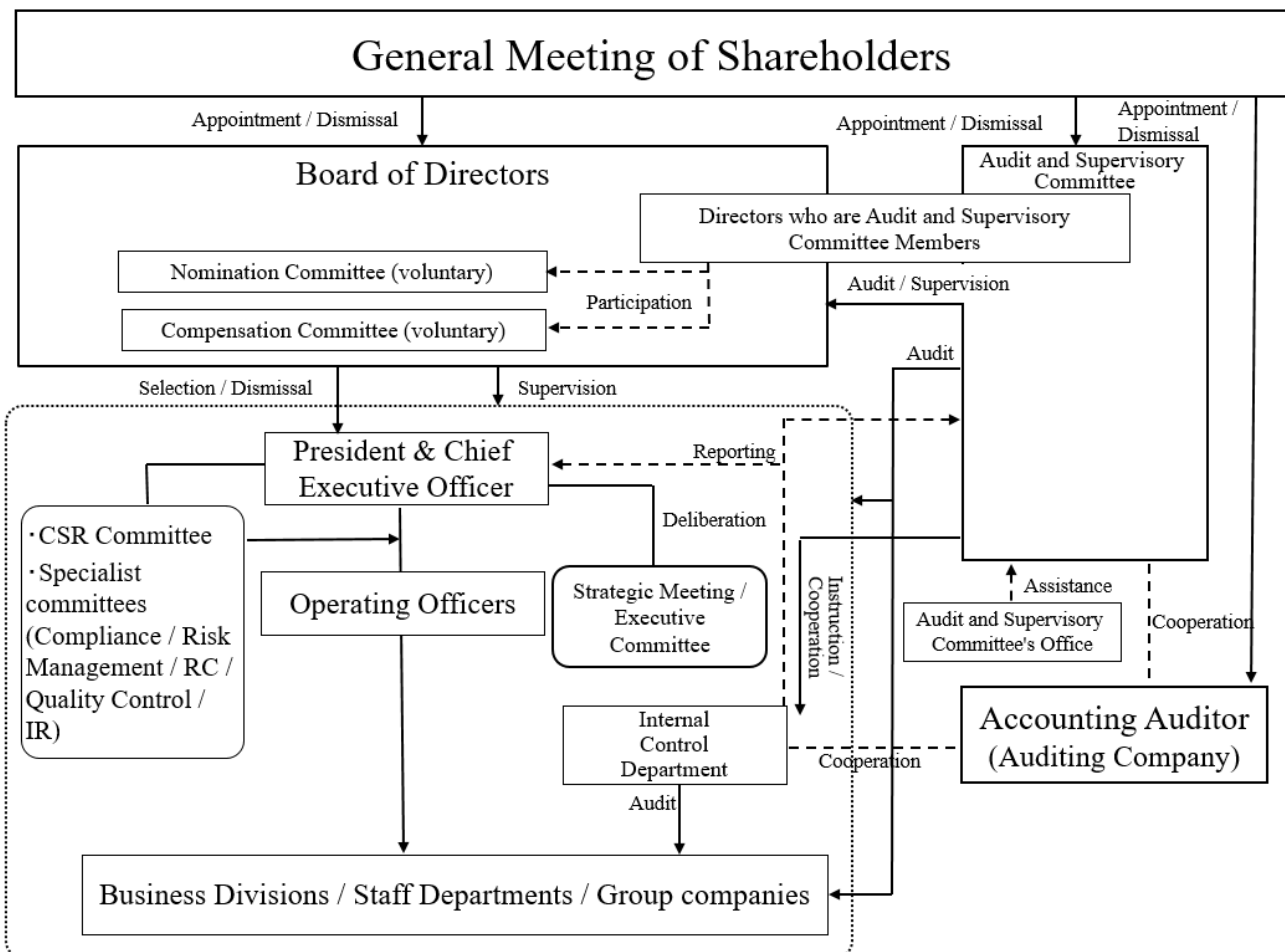 General Meeting of Shareholders
Appointment / Dismissal
Appointment / Dismissal
Appointment /
Dismissal
Board of Directors
Audit and Supervisory
Committee
Directors who are Audit and Supervisory
Committee Members
Nomination Committee (voluntary)
Participation
Compensation Committee (voluntary)
Audit / Supervision
Audit
Selection / Dismissal
Supervision
President & Chief
Executive Officer
Reporting
Deliberation
・CSR Committee
・Specialist
committees
(Compliance / Risk
Management / RC /
Quality Control /
IR)
Operating Officers
Strategic Meeting /
Executive
Committee
Instruction /
Cooperation
Assistance
Audit and Supervisory
Committee's Office
Cooperation
Internal
Control
Department
Cooperation
Accounting Auditor
(Auditing Company)
Audit
Business Divisions / Staff Departments / Group companies